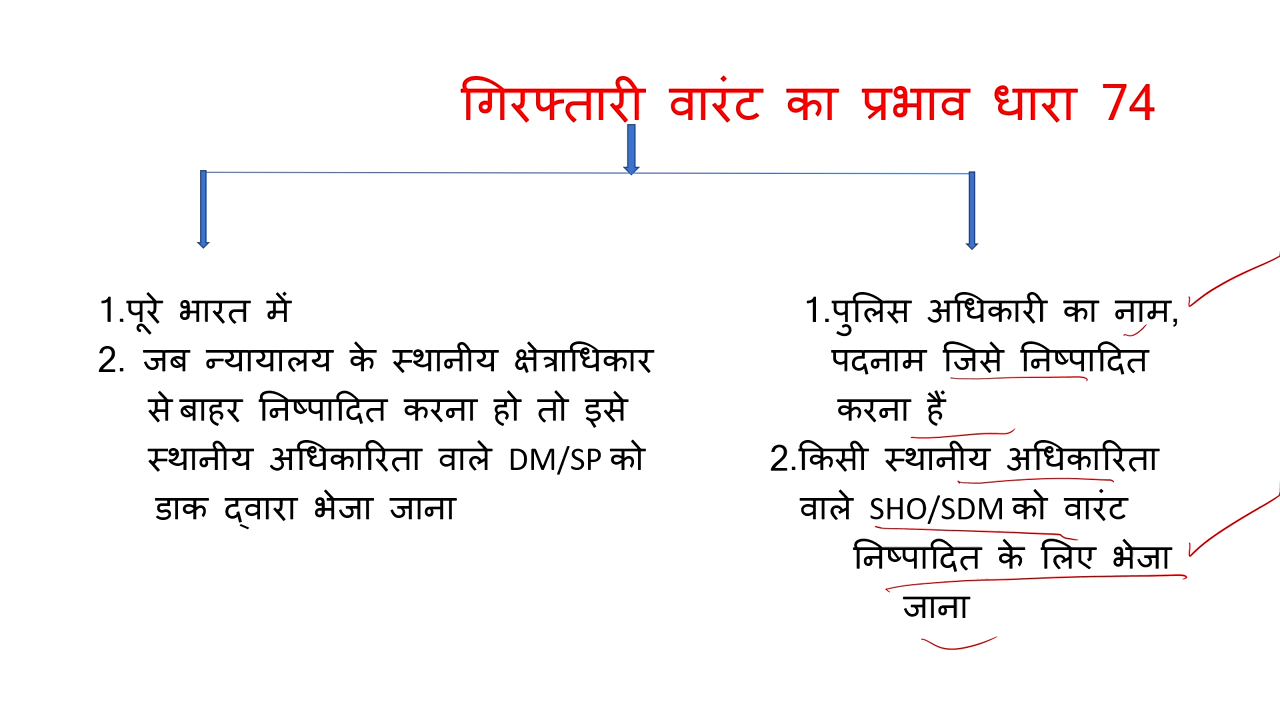 गिरफ्तारी वारंट का प्रभाव धारा 74
1.पूरे भारत में
2. जब न्यायालय के स्थानीय क्षेत्राधिकार
से बाहर निष्पादित करना हो तो इसे
स्थानीय अधिकारिता वाले DM/SP को
डाक द्वारा भेजा जाना
1.पुलिस अधिकारी का नाम,
पदनाम जिसे निष्पादित
करना हैं
2.किसी स्थानीय अधिकारिता
वाले SHO/SDM को वारंट
निष्पादित के लिए भेजा
जाना